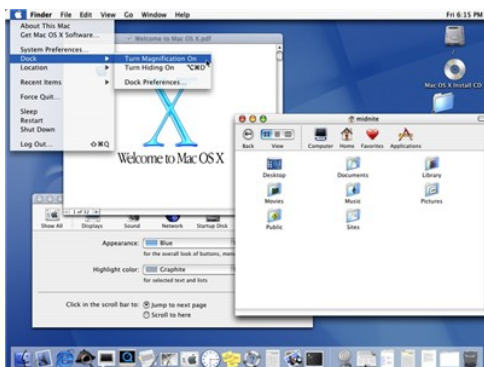 Finder File Edit View Go Window Help
Fri 6:15 PM
About This Mac
Get Mac OS X Software...
System Preferences...
Dock
Location
Recent Items
Force Quit...
Sleep
Restart
Shut Down
Log Out... ⇧⌘Q
Turn Magnification On
Turn Hiding On ⌥⌘D
Dock Preferences...
Welcome to Mac OS X.pdf
Welcome to Mac OS X
1 of 32
Mac OS X Install CD
midnite
Back View Computer Home Favorites Applications
Desktop Documents Library
Movies Music Pictures
Public Sites
Show All Displays Sound Network Startup Disk
Appearance: Blue
for the overall look of buttons, men
Highlight color: Graphite
for selected text and lists
Click in the scroll bar to: Jump to next page
Scroll to here